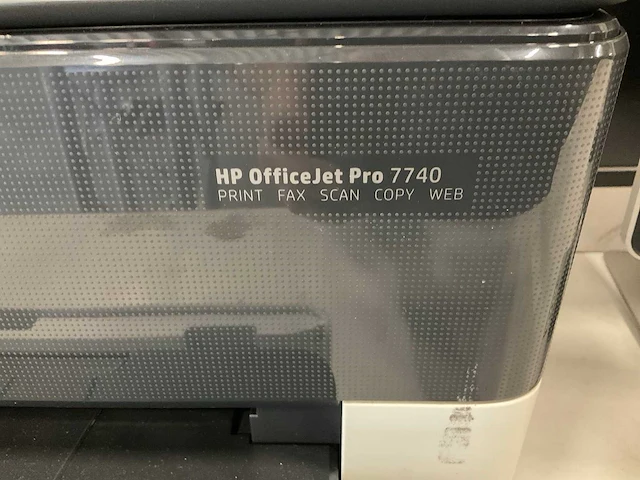 HP OfficeJet Pro 7740
PRINT FAX SCAN COPY WEB